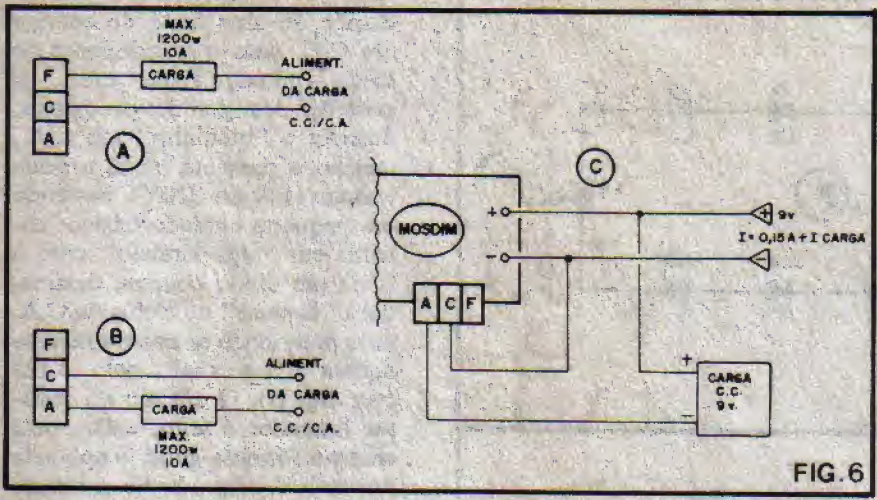 MAX.
1200w
10A
F
CARGA
ALIMENT.
DA CARGA
C.C./C.A.
C
A
A
MOSDIM
+
-
A C F
C
+ 9v
I = 0,15A + I CARGA
-
+
CARGA
C.C.
9v.
-
B
F
C
A
ALIMENT.
DA CARGA
C.C./C.A.
CARGA
MAX.
1200w
10A
FIG. 6